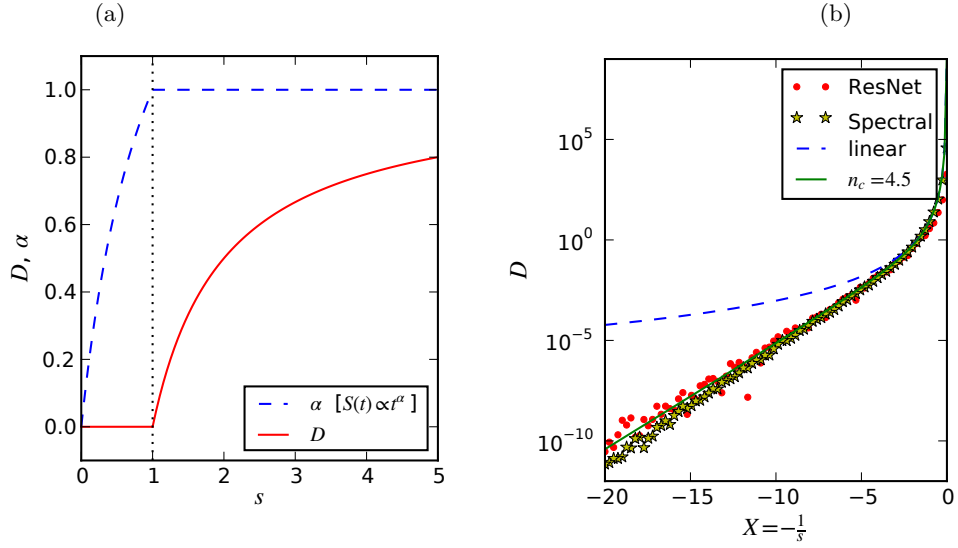 (a)
(b)
1.0
0.8
0.6
0.4
0.2
0.0
D, α
0 1 2 3 4 5
s
α [S(t)∝t^α]
D
ResNet
Spectral
linear
n_c=4.5
10^5
10^0
10^-5
10^-10
D
−20 −15 −10 −5 0
X=−1/s